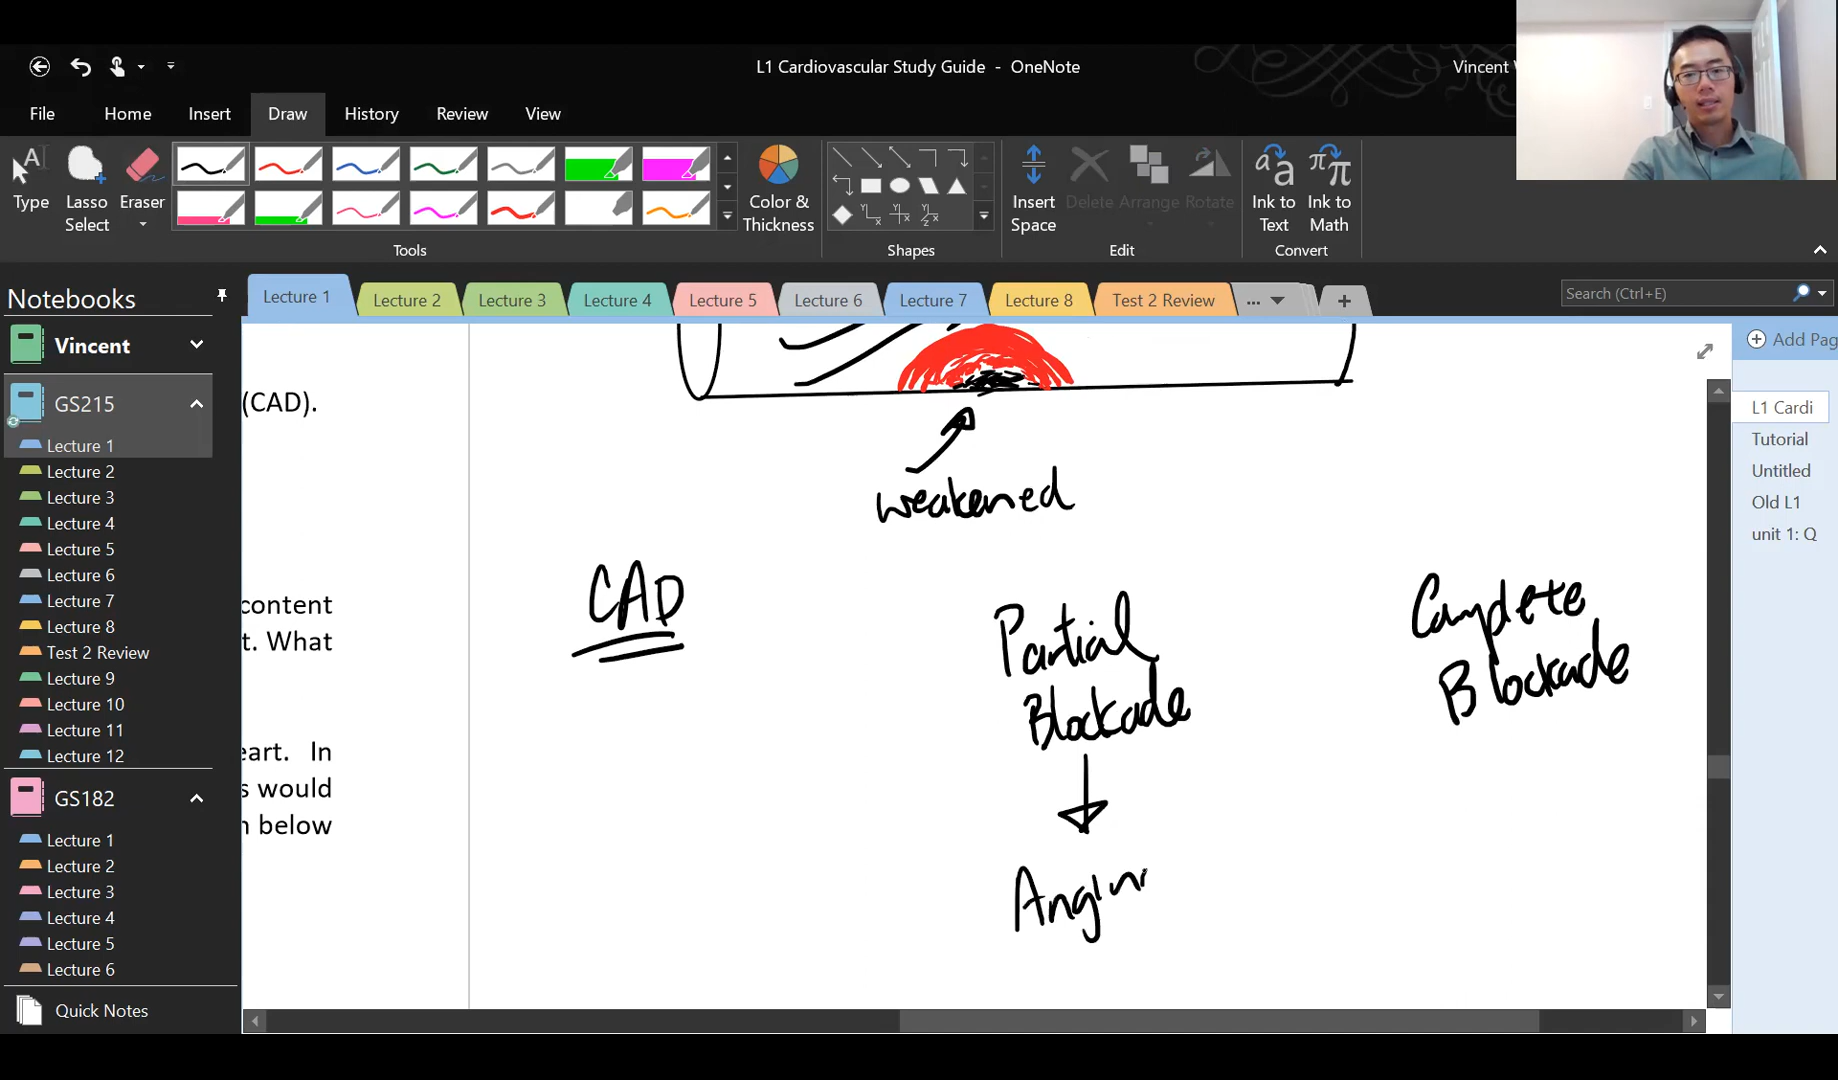 L1 Cardiovascular Study Guide - OneNote
Vincent
File Home Insert Draw History Review View
Type
Lasso Select
Eraser
Color & Thickness
Insert Space
Delete
Arrange
Rotate
Ink to Text
Ink to Math
Tools
Shapes
Edit
Convert
Notebooks
Lecture 1 Lecture 2 Lecture 3 Lecture 4 Lecture 5 Lecture 6 Lecture 7 Lecture 8 Test 2 Review ... +
Search (Ctrl+E)
Vincent
GS215
Lecture 1
Lecture 2
Lecture 3
Lecture 4
Lecture 5
Lecture 6
Lecture 7
Lecture 8
Test 2 Review
Lecture 9
Lecture 10
Lecture 11
Lecture 12
GS182
Lecture 1
Lecture 2
Lecture 3
Lecture 4
Lecture 5
Lecture 6
Quick Notes
(CAD).
content
t. What
eart. In
s would
n below
weakened
CAD
Partial
Blockade
Angin
Complete
Blockade
Add Pag
L1 Cardi
Tutorial
Untitled
Old L1
unit 1: Q